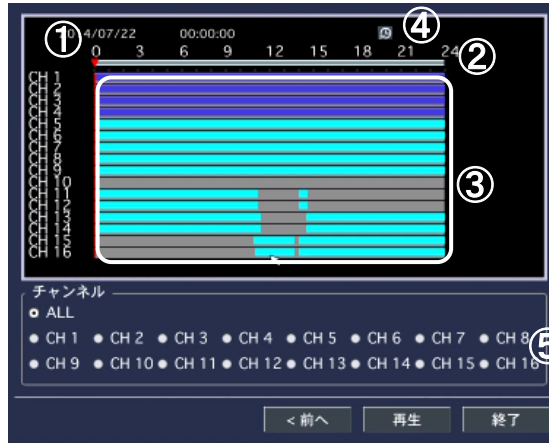 ① 2014/07/22 00:00:00 ④
0 3 6 9 12 15 18 21 24 ②
CH 1
CH 2
CH 3
CH 4
CH 5
CH 6
CH 7
CH 8
CH 9
CH 10
CH 11
CH 12 ③
CH 13
CH 14
CH 15
CH 16
チャンネル
ALL
CH 1 CH 2 CH 3 CH 4 CH 5 CH 6 CH 7 CH 8
CH 9 CH 10 CH 11 CH 12 CH 13 CH 14 CH 15 CH 16 ⑤
<前へ 再生 終了